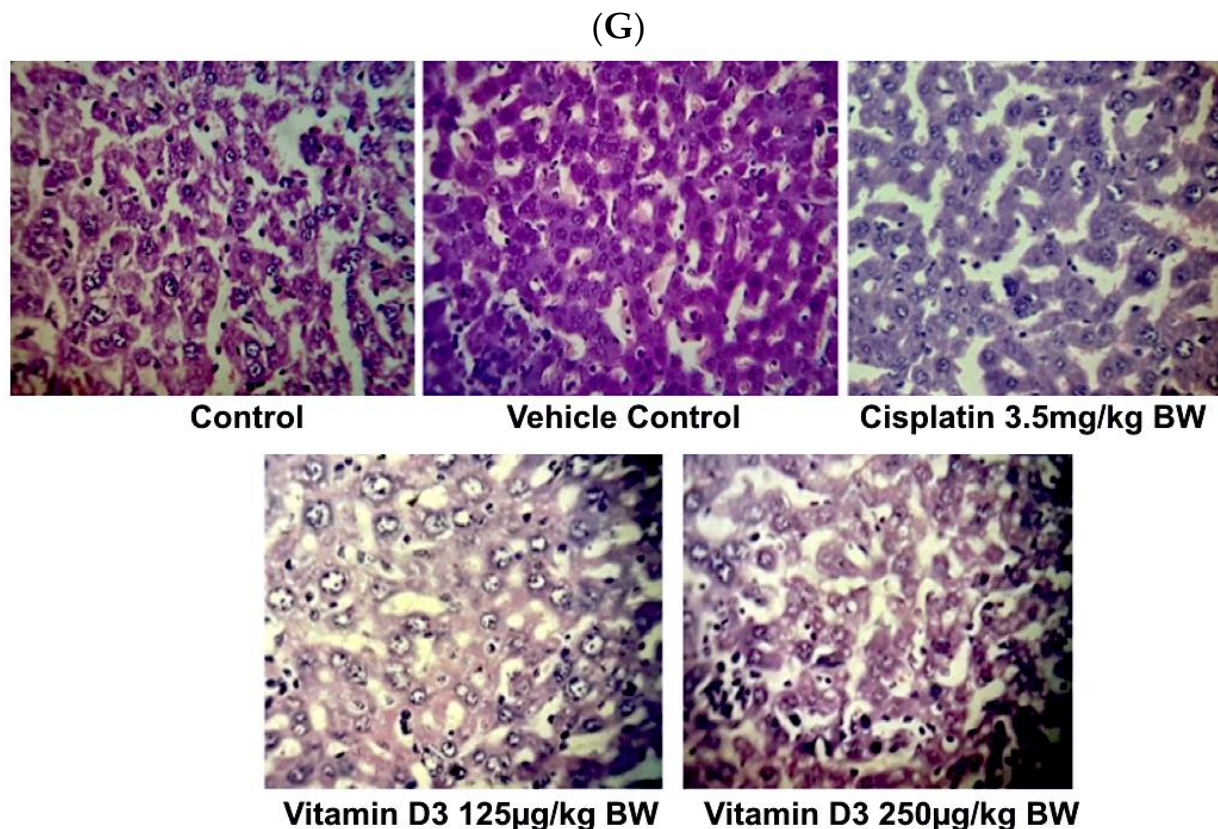 (G)
Control
Vehicle Control
Cisplatin 3.5mg/kg BW
Vitamin D3 125µg/kg BW
Vitamin D3 250µg/kg BW